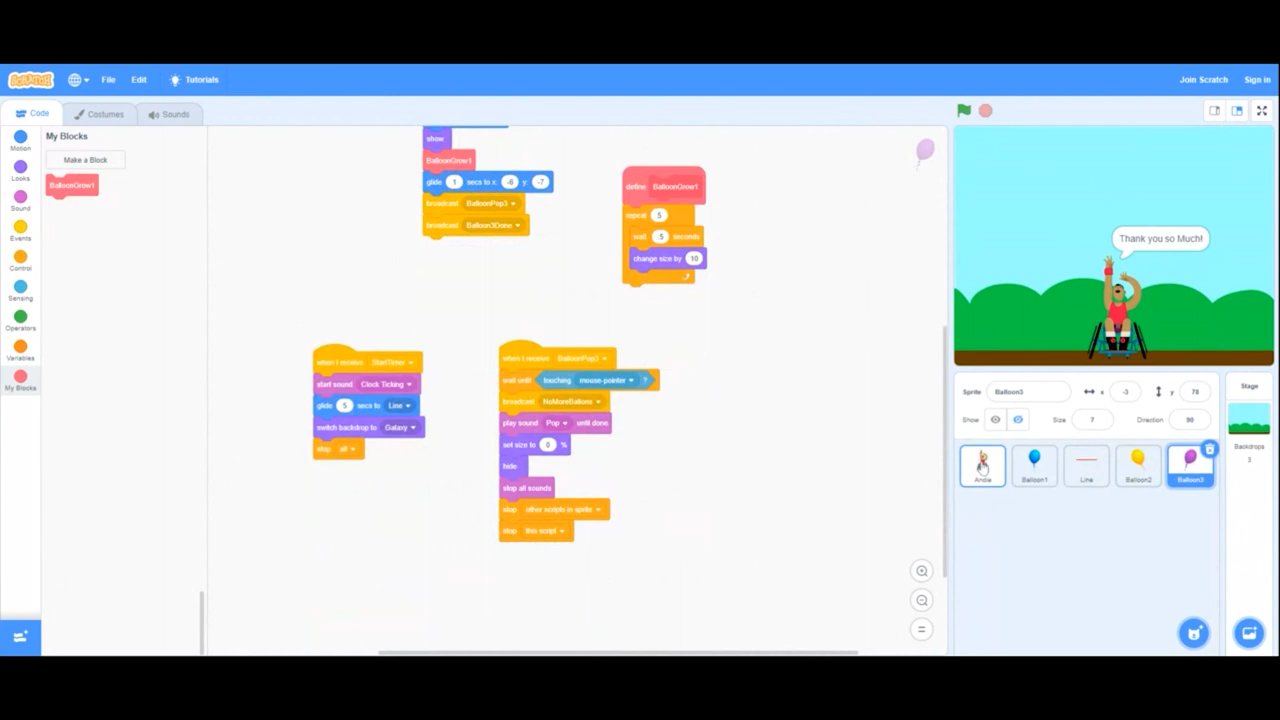 SCRATCH
File
Edit
Tutorials
Join Scratch
Sign in
Code
Costumes
Sounds
My Blocks
Make a Block
BalloonGrow1
Motion
Looks
Sound
Events
Control
Sensing
Operators
Variables
My Blocks
show
BalloonGrow1
glide 1 secs to x: -6 y: -7
broadcast BalloonPop3
broadcast Balloon3Done
define BalloonGrow1
repeat 5
wait .5 seconds
change size by 10
when I receive StartTimer
start sound Clock Ticking
glide 5 secs to Line
switch backdrop to Galaxy
stop all
when I receive BalloonPop3
wait until touching mouse-pointer ?
broadcast NoMoreBallons
play sound Pop until done
set size to 0 %
hide
stop all sounds
stop other scripts in sprite
stop this script
Thank you so Much!
Sprite Balloon3 x -3 y 78
Show Size 7 Direction 90
Stage
Backdrops
3
Andie
Balloon1
Line
Balloon2
Balloon3